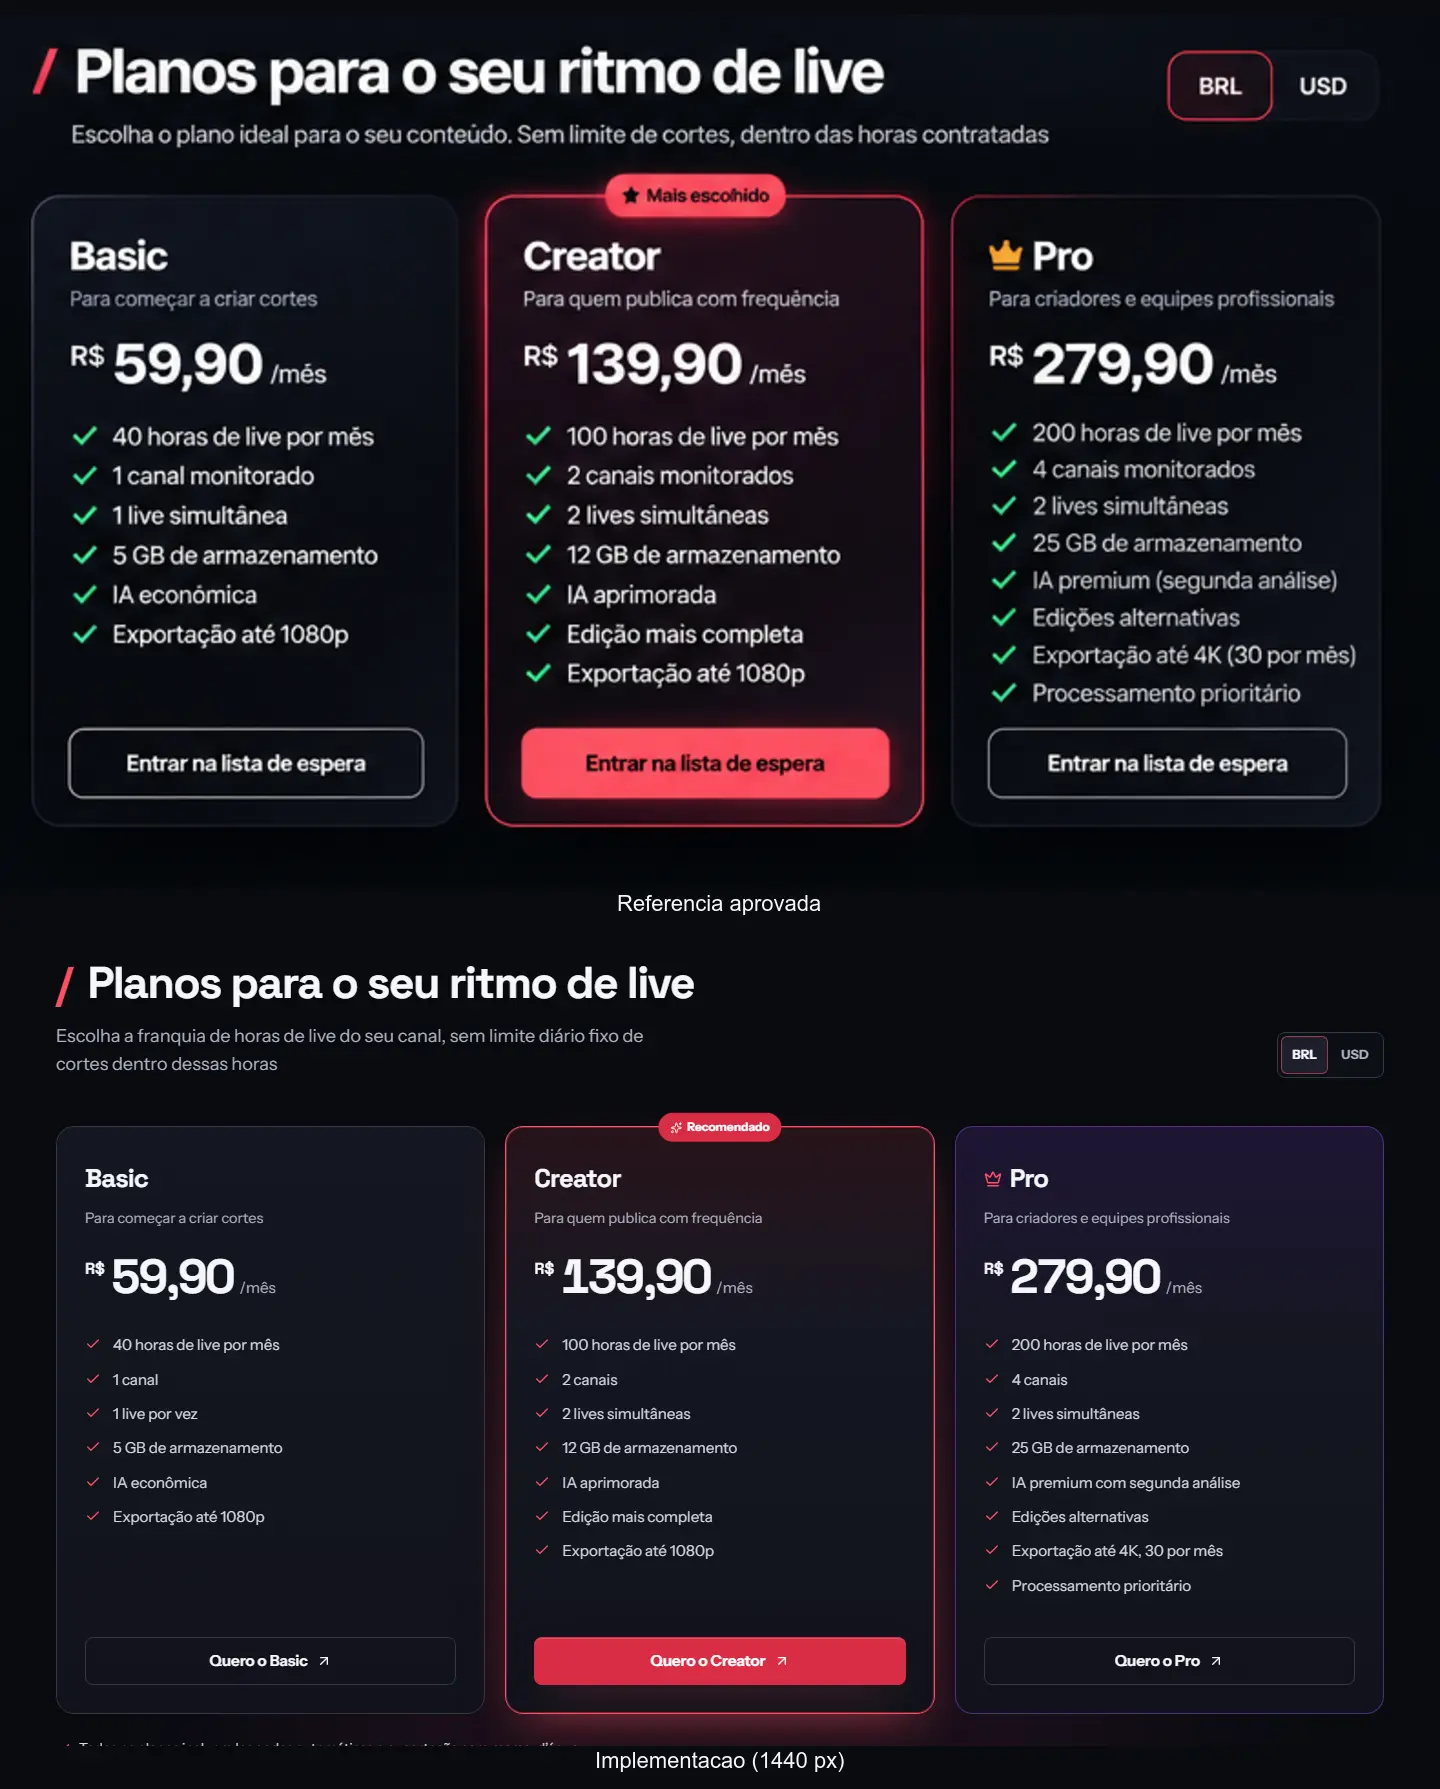 / Planos para o seu ritmo de live
BRL USD
Escolha o plano ideal para o seu conteúdo. Sem limite de cortes, dentro das horas contratadas
Mais escolhido
Basic
Para começar a criar cortes
R$ 59,90 /mês
40 horas de live por mês
1 canal monitorado
1 live simultânea
5 GB de armazenamento
IA econômica
Exportação até 1080p
Entrar na lista de espera
Creator
Para quem publica com frequência
R$ 139,90 /mês
100 horas de live por mês
2 canais monitorados
2 lives simultâneas
12 GB de armazenamento
IA aprimorada
Edição mais completa
Exportação até 1080p
Entrar na lista de espera
Pro
Para criadores e equipes profissionais
R$ 279,90 /mês
200 horas de live por mês
4 canais monitorados
2 lives simultâneas
25 GB de armazenamento
IA premium (segunda análise)
Edições alternativas
Exportação até 4K (30 por mês)
Processamento prioritário
Entrar na lista de espera
Referencia aprovada
/ Planos para o seu ritmo de live
Escolha a franquia de horas de live do seu canal, sem limite diário fixo de
cortes dentro dessas horas
BRL USD
Recomendado
Basic
Para começar a criar cortes
R$ 59,90 /mês
40 horas de live por mês
1 canal
1 live por vez
5 GB de armazenamento
IA econômica
Exportação até 1080p
Quero o Basic
Creator
Para quem publica com frequência
R$ 139,90 /mês
100 horas de live por mês
2 canais
2 lives simultâneas
12 GB de armazenamento
IA aprimorada
Edição mais completa
Exportação até 1080p
Quero o Creator
Pro
Para criadores e equipes profissionais
R$ 279,90 /mês
200 horas de live por mês
4 canais
2 lives simultâneas
25 GB de armazenamento
IA premium com segunda análise
Edições alternativas
Exportação até 4K, 30 por mês
Processamento prioritário
Quero o Pro
Implementacao (1440 px)